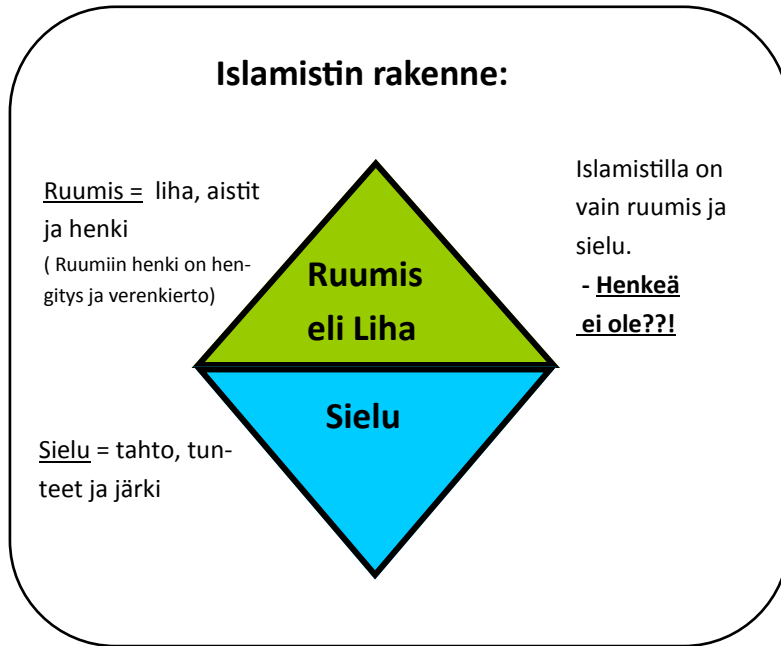 Islamistin rakenne:
Ruumis = liha, aistit
ja henki
( Ruumiin henki on hen-
gitys ja verenkierto)
Ruumis
eli Liha
Islamistilla on
vain ruumis ja
sielu.
- Henkeä
ei ole??!
Sielu
Sielu = tahto, tun-
teet ja järki